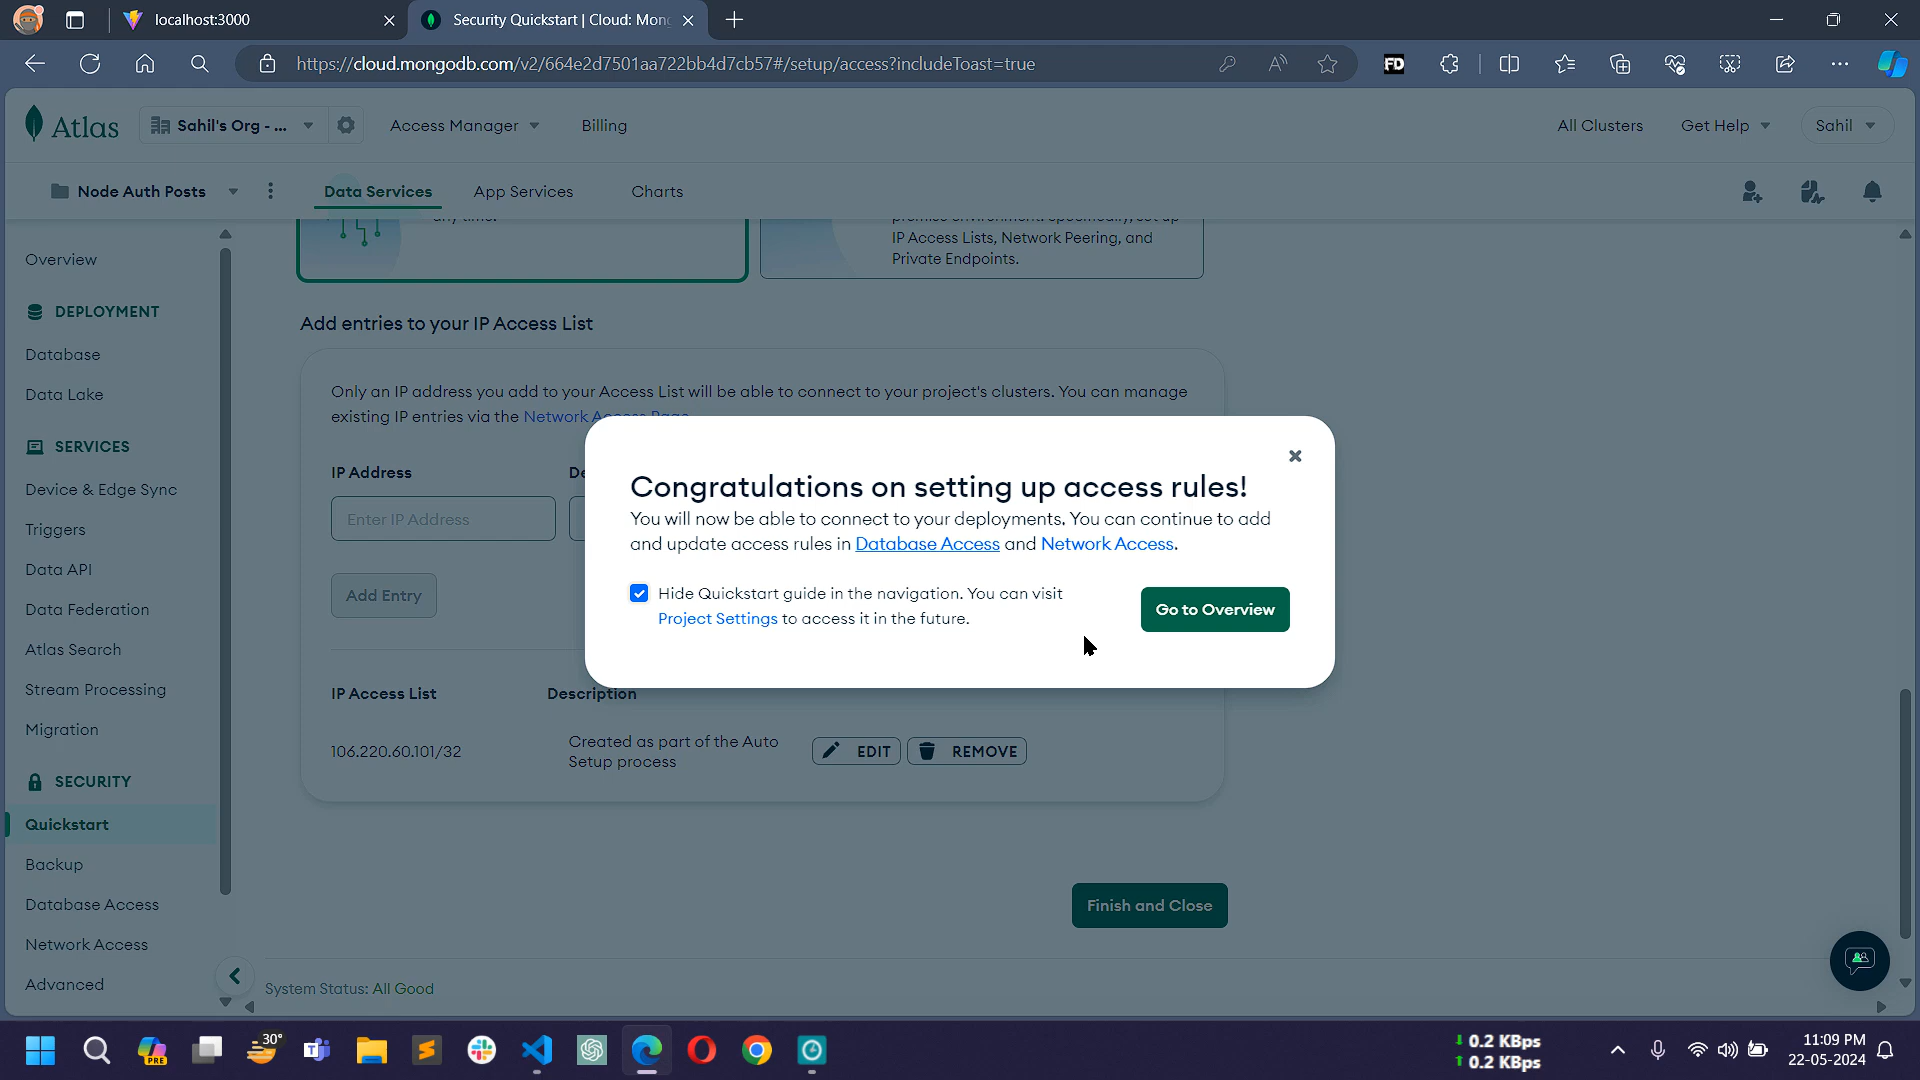 localhost:3000
Security Quickstart | Cloud: Mon
https://cloud.mongodb.com/v2/664e2d7501aa722bb4d7cb57#/setup/access?includeToast=true
FD
Atlas
Sahil's Org - ...
Access Manager
Billing
All Clusters
Get Help
Sahil
Node Auth Posts
Data Services
App Services
Charts
any time.
IP Access Lists, Network Peering, and
Private Endpoints.
Overview
DEPLOYMENT
Database
Data Lake
SERVICES
Device & Edge Sync
Triggers
Data API
Data Federation
Atlas Search
Stream Processing
Migration
SECURITY
Quickstart
Backup
Database Access
Network Access
Advanced
Add entries to your IP Access List
Only an IP address you add to your Access List will be able to connect to your project's clusters. You can manage
existing IP entries via the Network Access Page.
IP Address
De
Enter IP Address
Add Entry
IP Access List
Description
106.220.60.101/32
Created as part of the Auto
Setup process
EDIT
REMOVE
Congratulations on setting up access rules!
You will now be able to connect to your deployments. You can continue to add
and update access rules in Database Access and Network Access.
Hide Quickstart guide in the navigation. You can visit
Project Settings to access it in the future.
Go to Overview
Finish and Close
System Status: All Good
PRE
30°
0.2 KBps
0.2 KBps
11:09 PM
22-05-2024